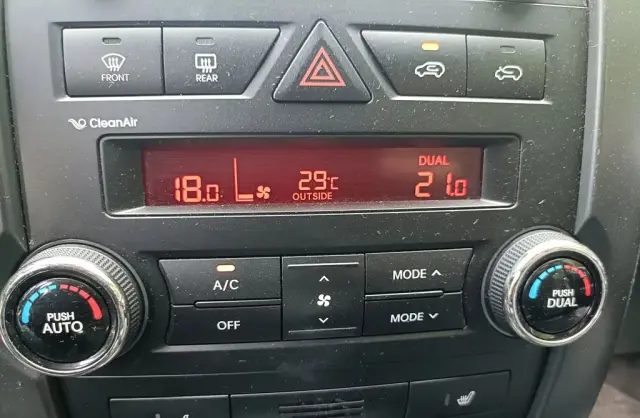 FRONT
REAR
CleanAir
DUAL
18.0
29°C
21.0
OUTSIDE
PUSH
AUTO
A/C
OFF
MODE
MODE
PUSH
DUAL